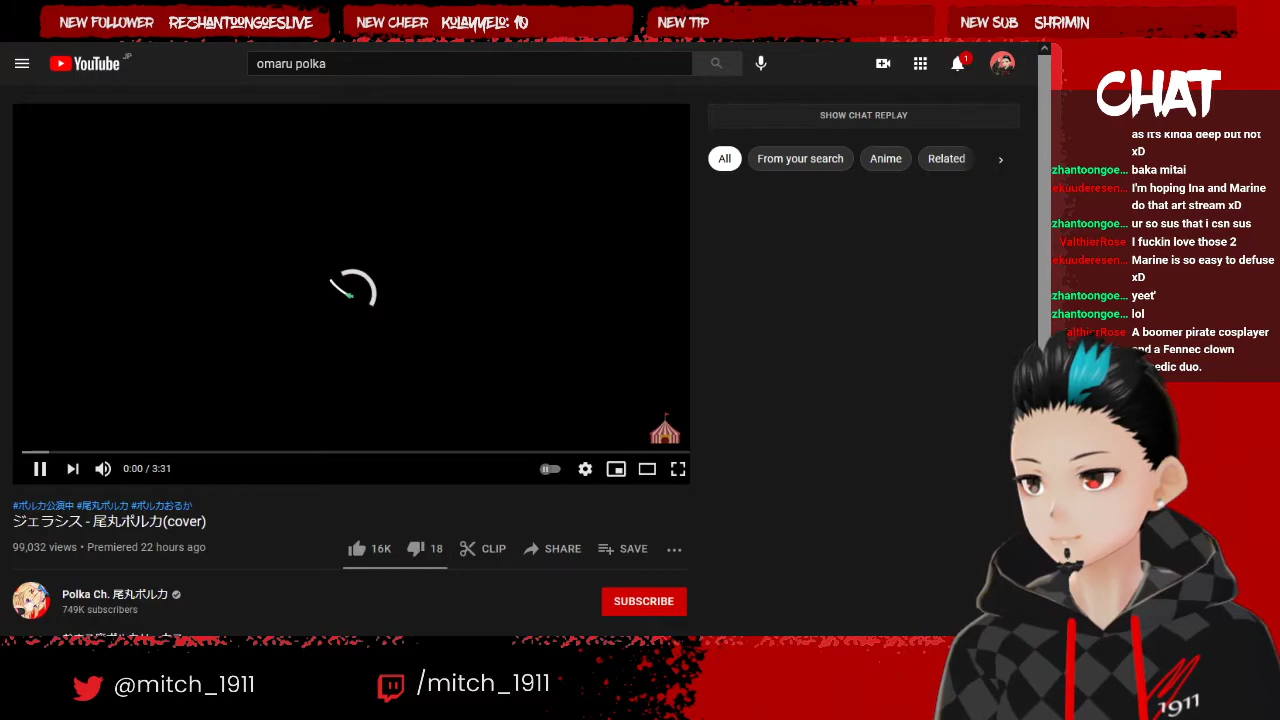 NEW FOLLOWER REZHANTOONGOESLIVE
NEW CHEER KULAYYELO: 10
NEW TIP
NEW SUB SHRIMIN
YouTube JP
omaru polka
1
CHAT
SHOW CHAT REPLAY
All
From your search
Anime
Related
as it's kinda deep but not
xD
zhantoongoe... baka mitai
ekuuderesen... I'm hoping Ina and Marine
do that art stream xD
zhantoongoe... ur so sus that i csn sus
ValthierRose I fuckin love those 2
ekuuderesen... Marine is so easy to defuse
xD
zhantoongoe... yeet'
zhantoongoe... lol
althierRose A boomer pirate cosplayer
and a Fennec clown
edic duo.
0:00 / 3:31
#ポルカ公演中 #尾丸ポルカ #ポルカおるか
ジェラシス - 尾丸ポルカ(cover)
99,032 views • Premiered 22 hours ago
16K
18
CLIP
SHARE
SAVE
Polka Ch. 尾丸ポルカ
749K subscribers
SUBSCRIBE
@mitch_1911
/mitch_1911
M
1911